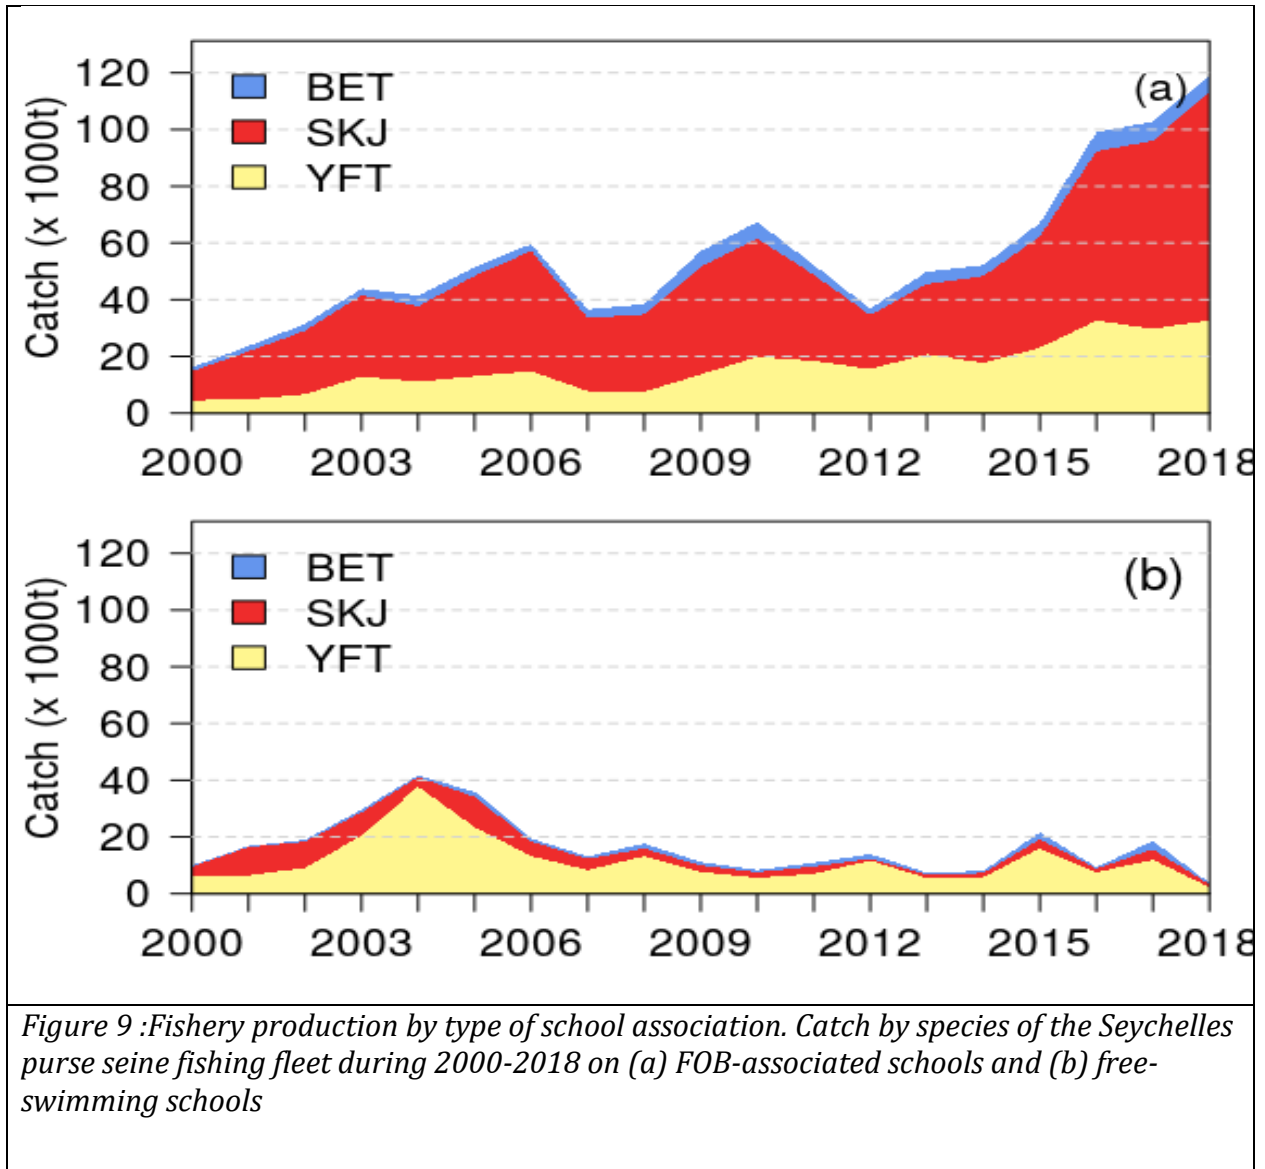 Catch (x 1000t)
120
100
80
60
40
20
0
BET
SKJ
YFT
(a)
2000 2003 2006 2009 2012 2015 2018
Catch (x 1000t)
120
100
80
60
40
20
0
BET
SKJ
YFT
(b)
2000 2003 2006 2009 2012 2015 2018
Figure 9 :Fishery production by type of school association. Catch by species of the Seychelles
purse seine fishing fleet during 2000-2018 on (a) FOB-associated schools and (b) free-
swimming schools